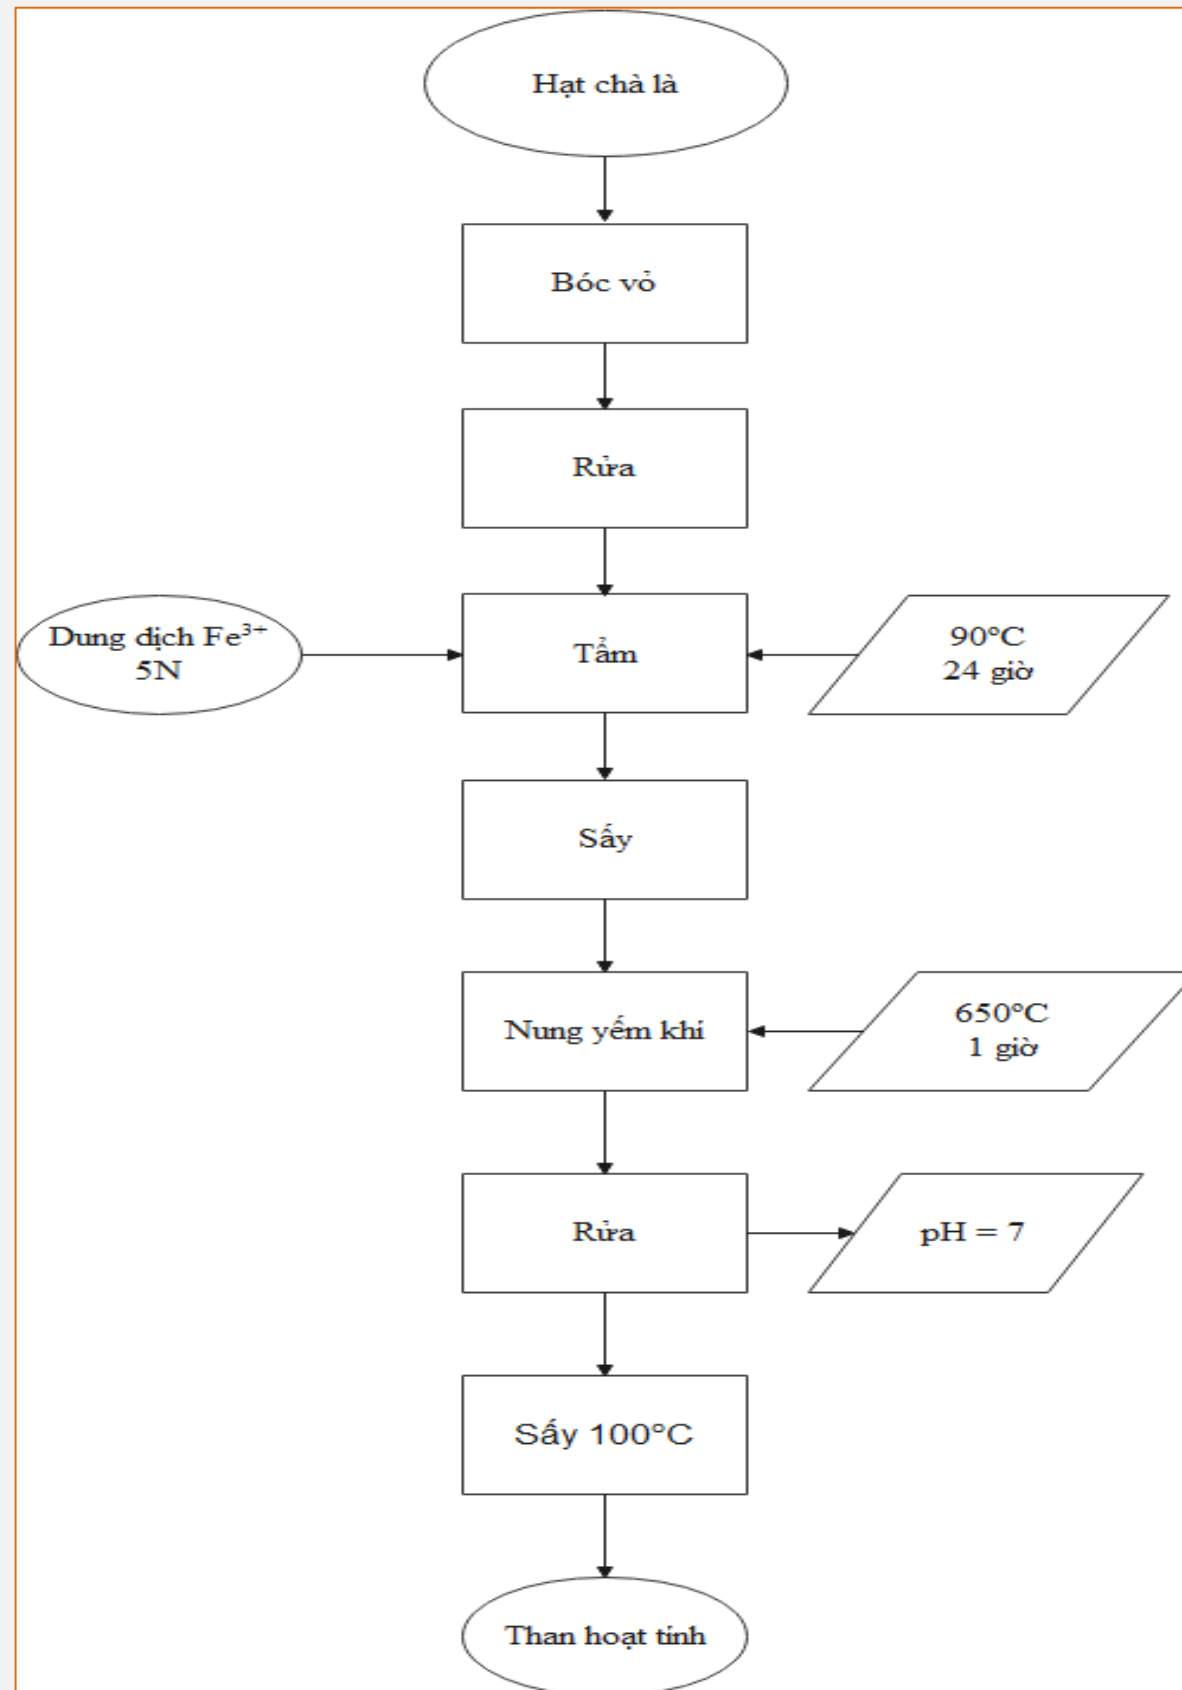 Hạt chà là
Bóc vỏ
Rửa
Dung dịch Fe³⁺
5N
Tẩm
90°C
24 giờ
Sấy
Nung yếm khí
650°C
1 giờ
Rửa
pH = 7
Sấy 100°C
Than hoạt tính